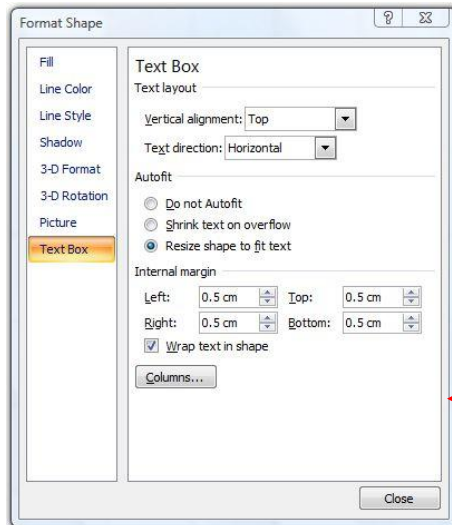 Format Shape
Fill
Line Color
Line Style
Shadow
3-D Format
3-D Rotation
Picture
Text Box
Text Box
Text layout
Vertical alignment: Top
Text direction: Horizontal
Autofit
Do not Autofit
Shrink text on overflow
Resize shape to fit text
Internal margin
Left: 0.5 cm Top: 0.5 cm
Right: 0.5 cm Bottom: 0.5 cm
Wrap text in shape
Columns...
Close